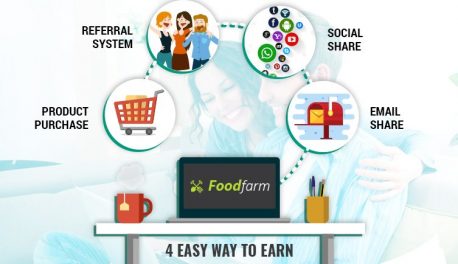 REFERRAL
SYSTEM
SOCIAL
SHARE
PRODUCT
PURCHASE
EMAIL
SHARE
Foodfarm
4 EASY WAY TO EARN